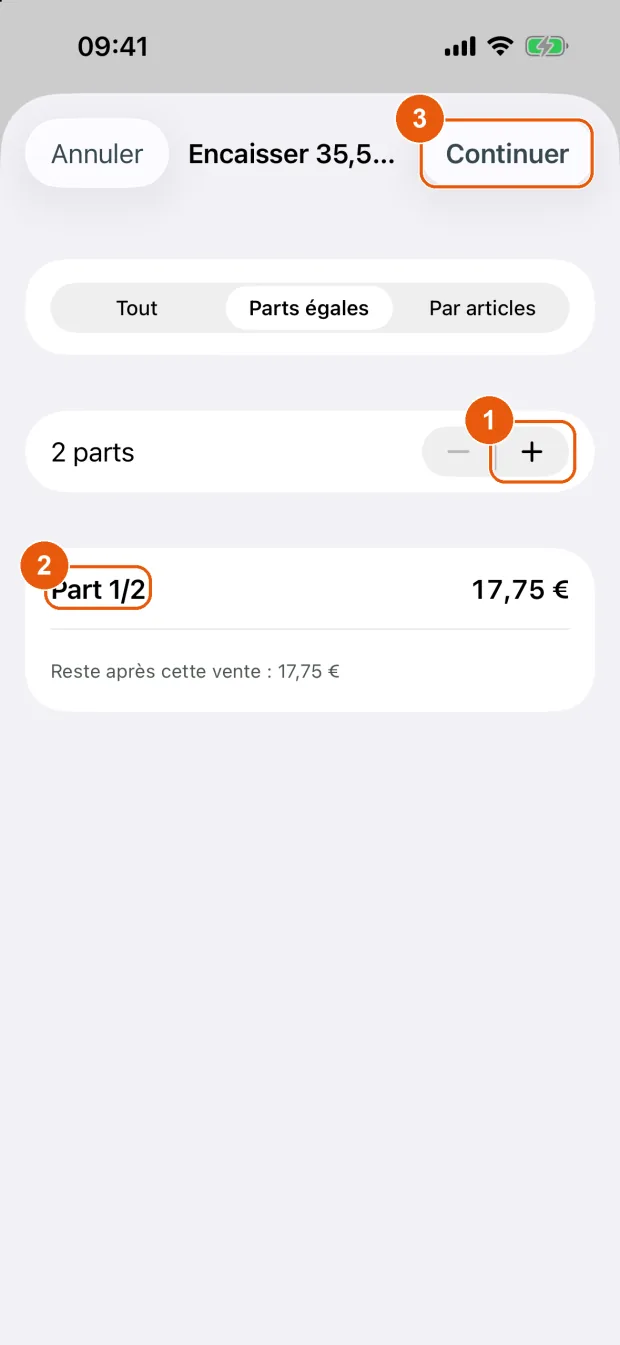 09:41
3
Annuler
Encaisser 35,5...
Continuer
Tout
Parts égales
Par articles
1
2 parts
− +
2
Part 1/2
17,75 €
Reste après cette vente : 17,75 €